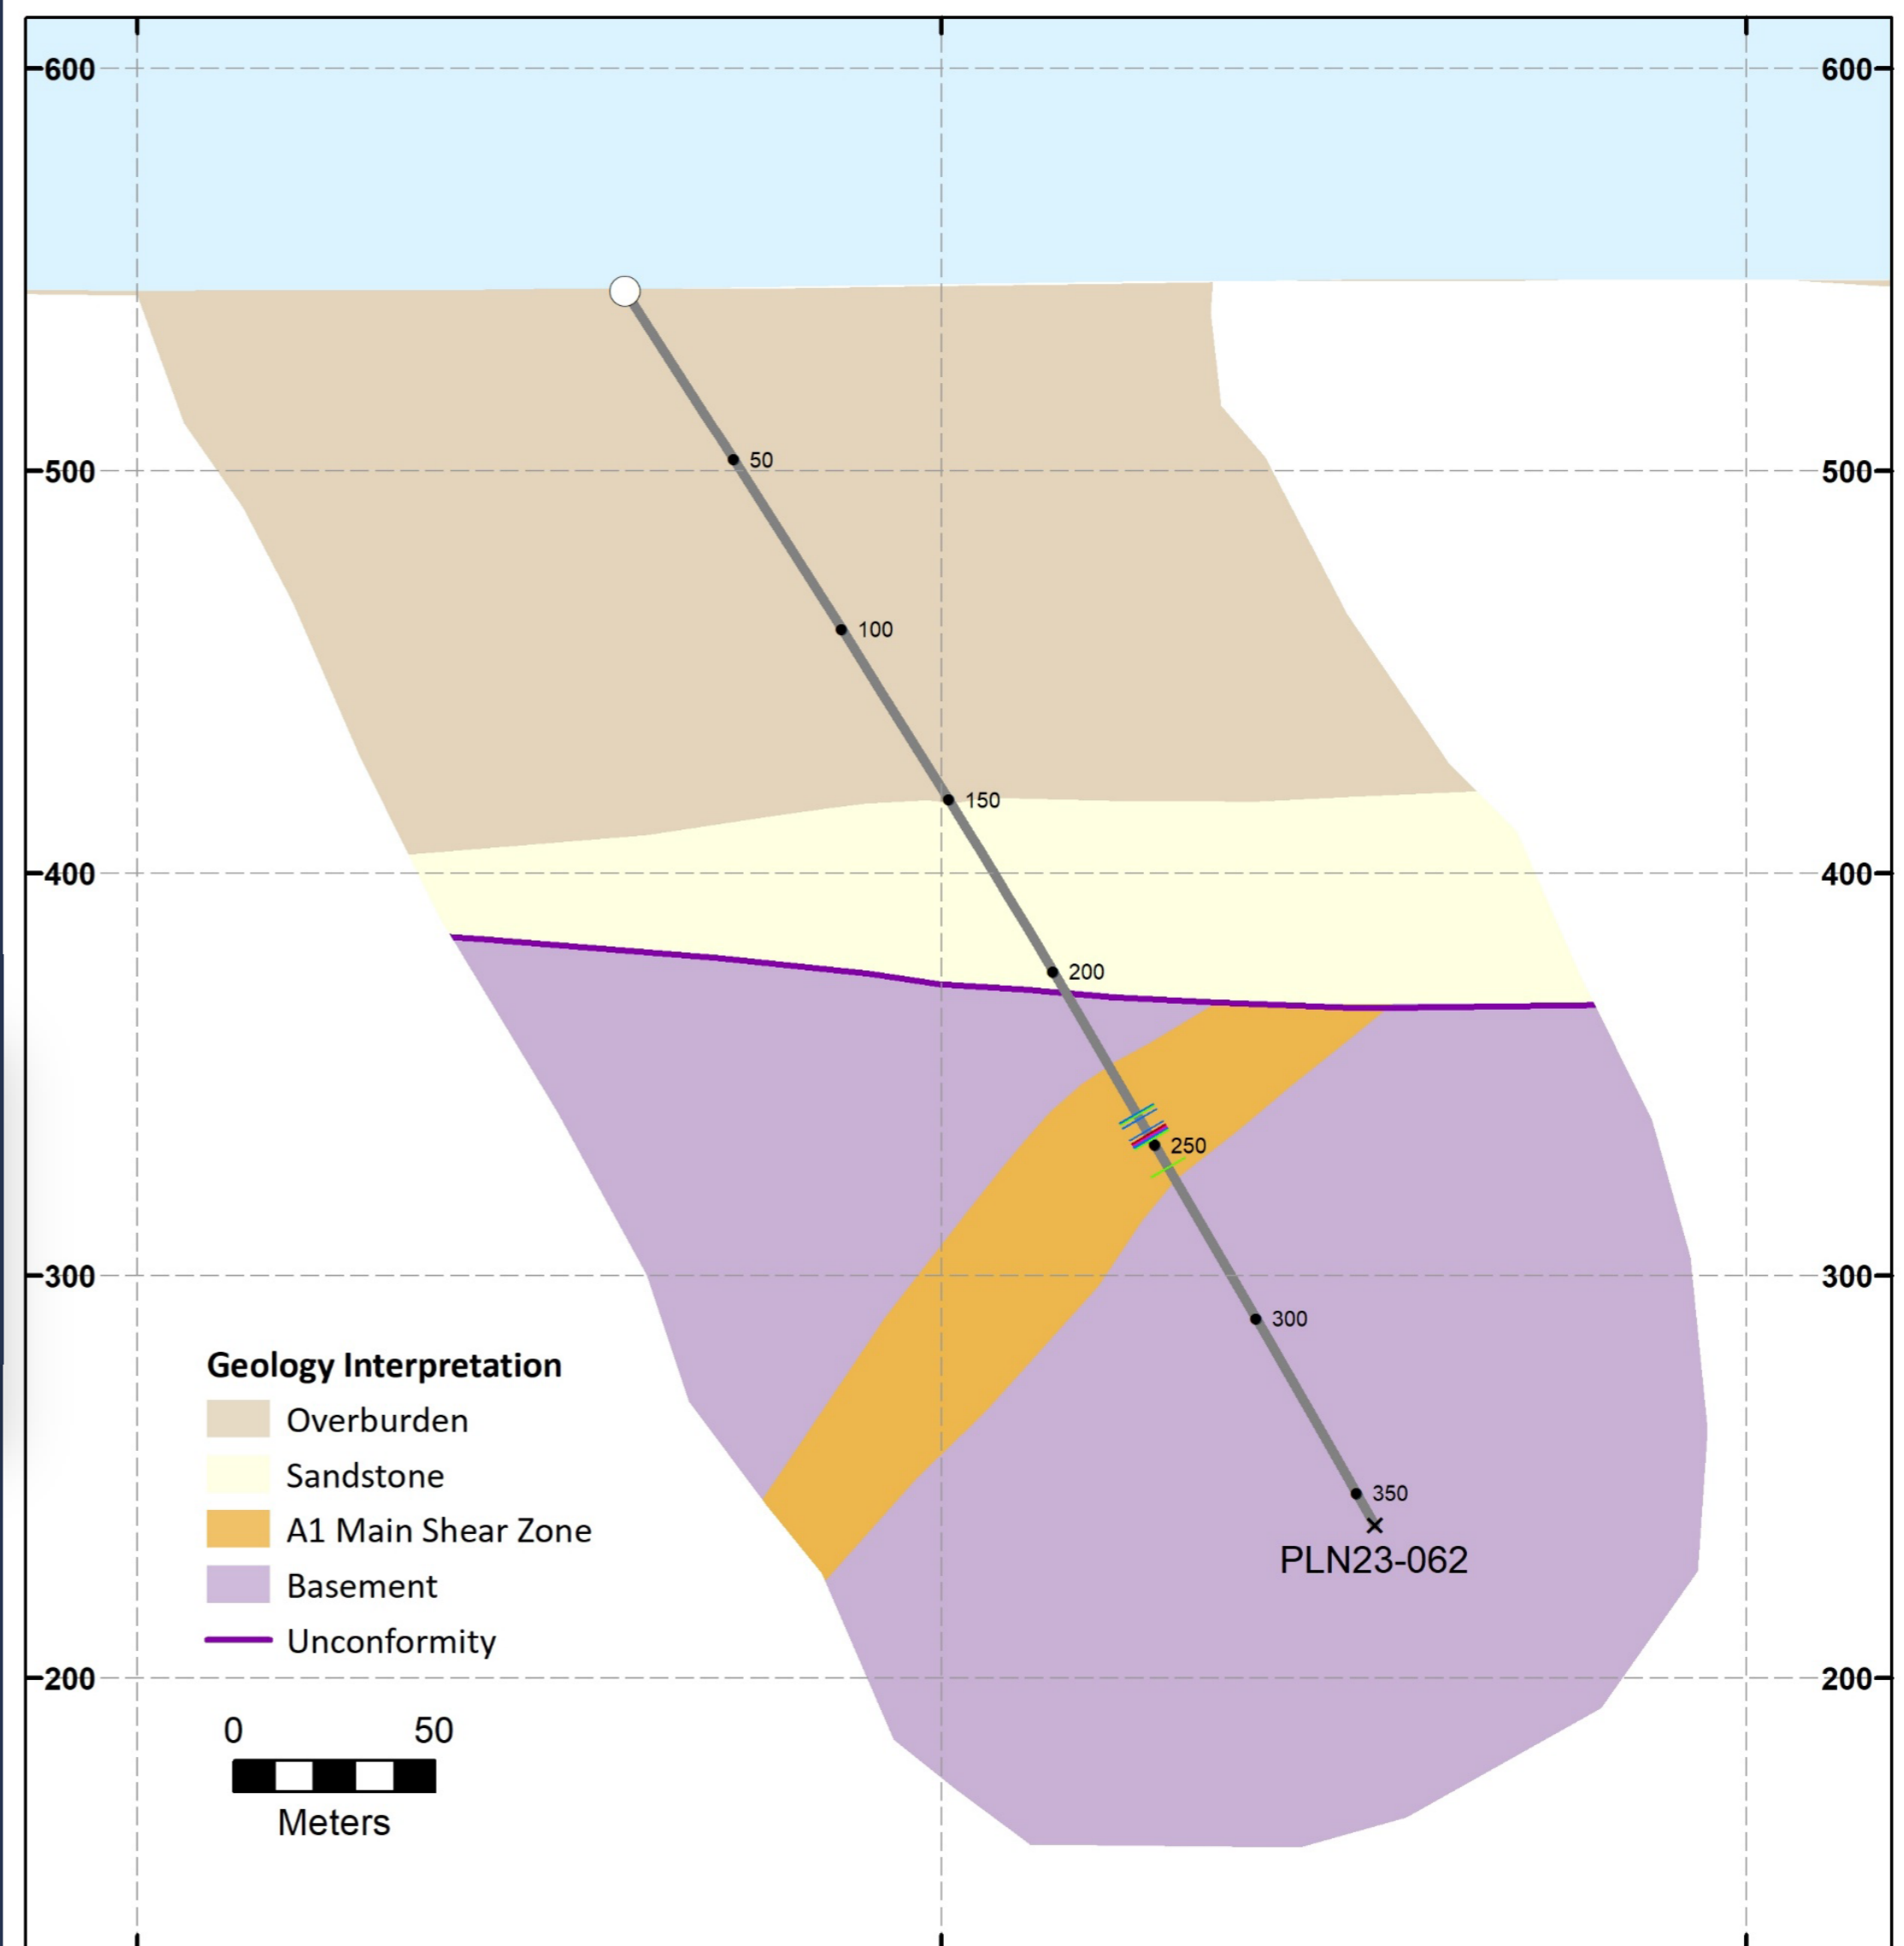 600 600
50
500 500
100
150
400 400
200
250
300 300
300
Geology Interpretation
Overburden
Sandstone
A1 Main Shear Zone
Basement
Unconformity
350
PLN23-062
200 200
0 50
Meters